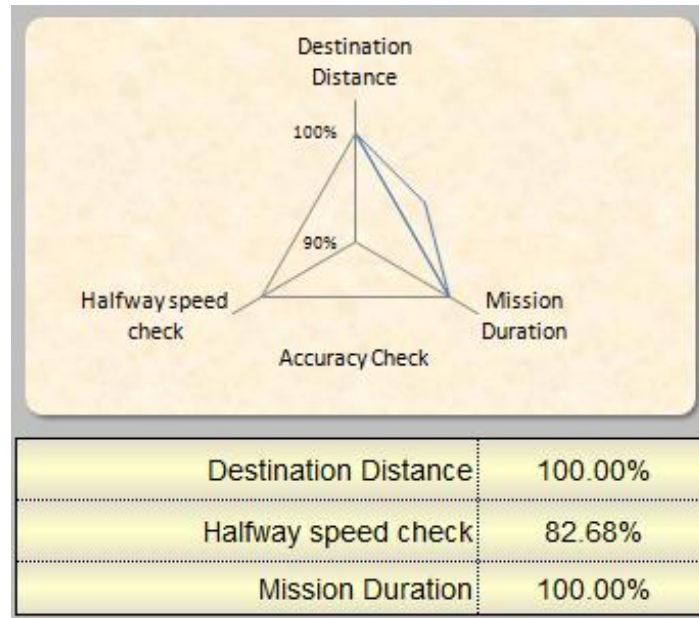 Destination
Distance
100%
90%
Halfway speed
check
Mission
Duration
Accuracy Check
Destination Distance 100.00%
Halfway speed check 82.68%
Mission Duration 100.00%